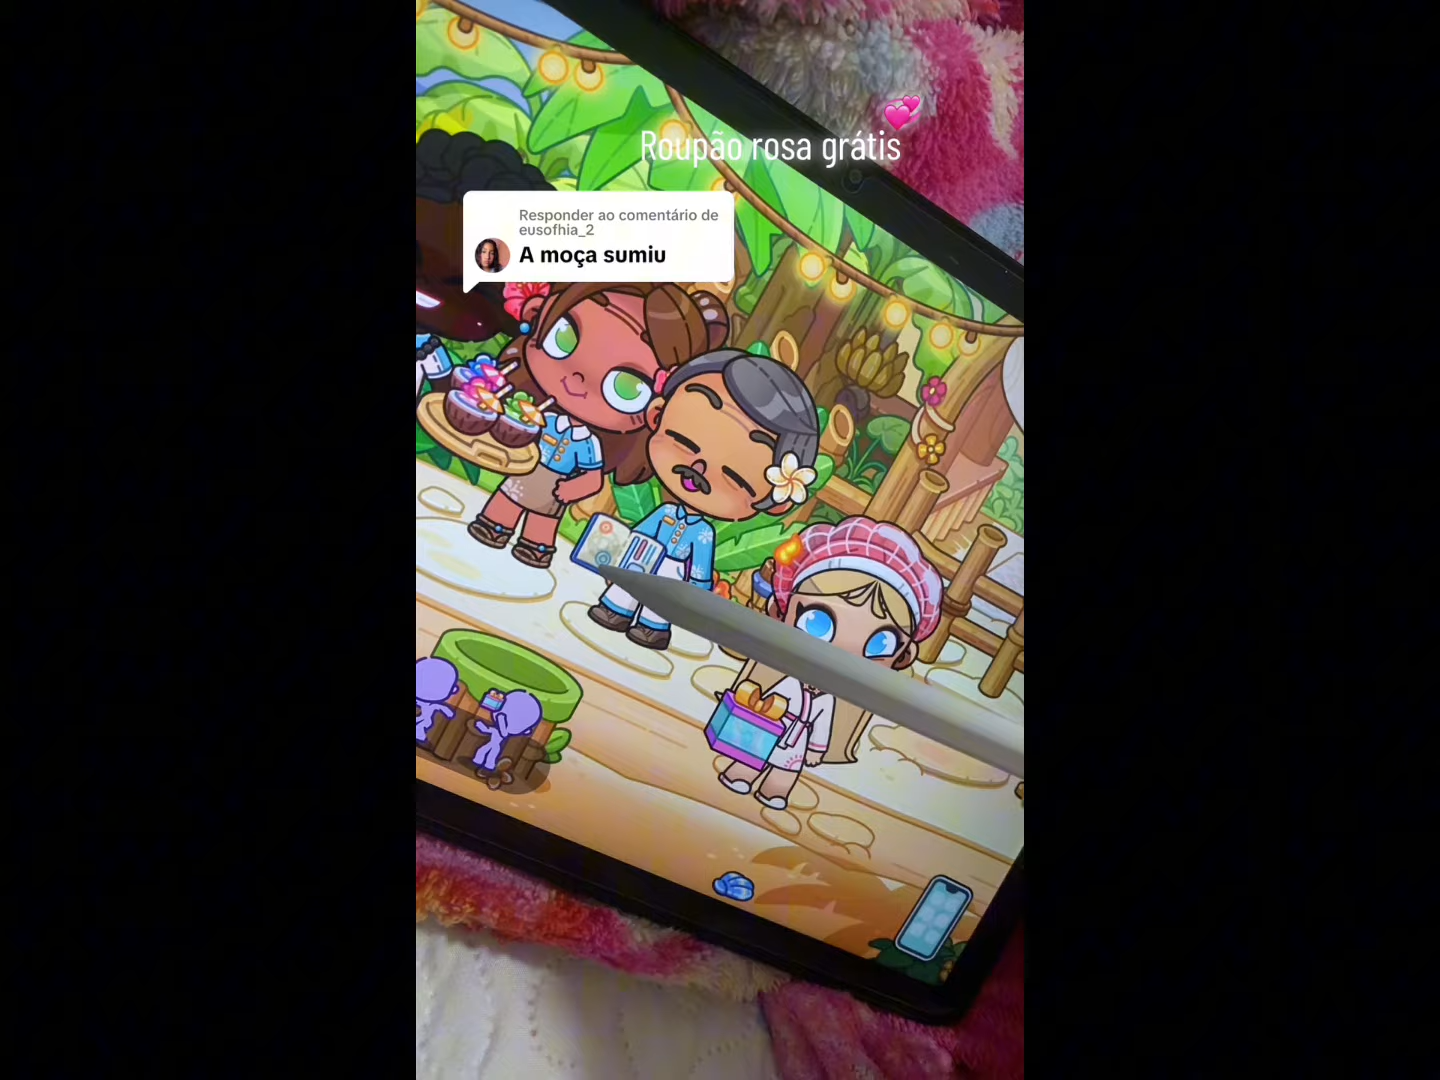 Roupão rosa grátis
Responder ao comentário de
eusofhia_2
A moça sumiu